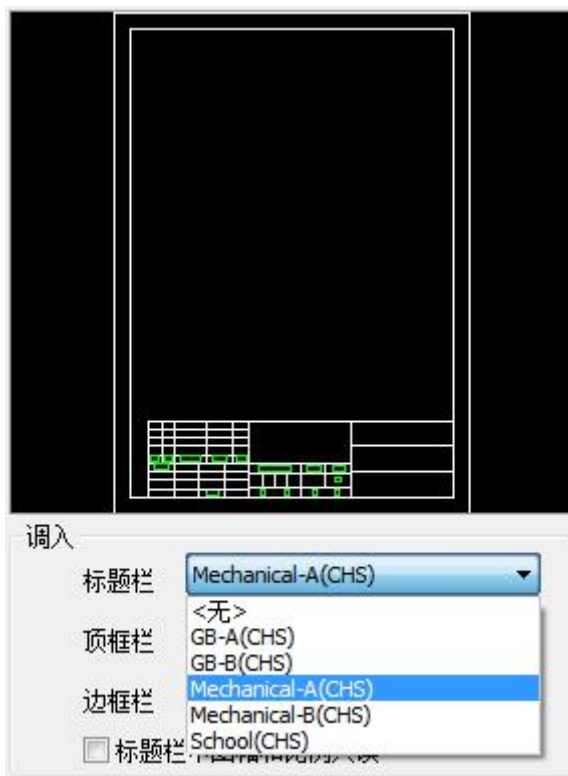 调入
标题栏 Mechanical-A(CHS)
<无>
顶框栏 GB-A(CHS)
GB-B(CHS)
边框栏 Mechanical-A(CHS)
Mechanical-B(CHS)
School(CHS)
标题栏